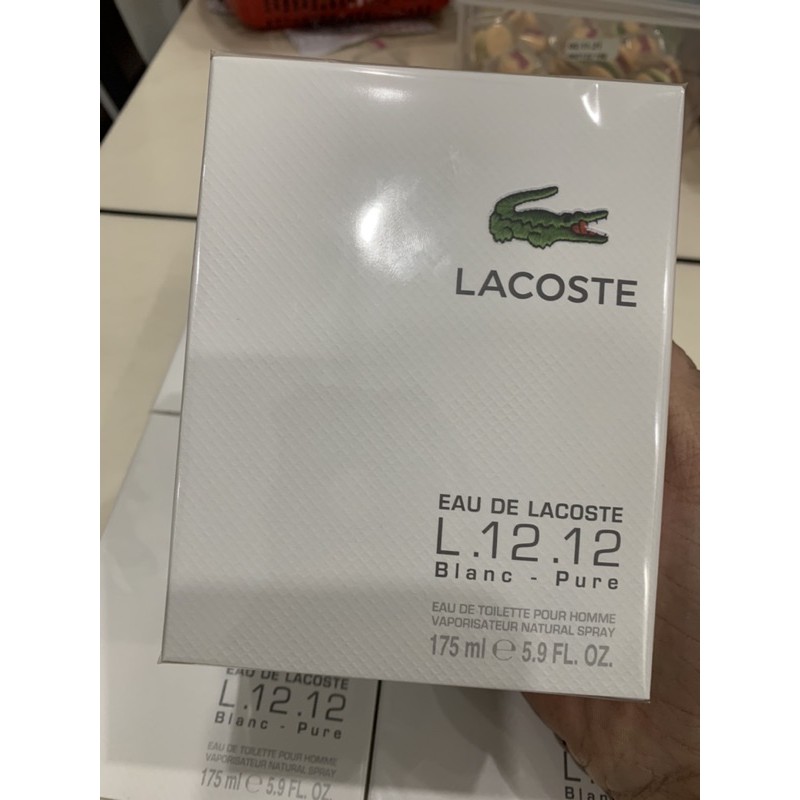 LACOSTE
EAU DE LACOSTE
L.12.12
Blanc - Pure
EAU DE TOILETTE POUR HOMME
VAPORISATEUR NATURAL SPRAY
175 ml ℮ 5.9 FL. OZ.
EAU DE LACOSTE
L.12.12
Blanc - Pure
EAU DE TOILETTE POUR HOMME
VAPORISATEUR NATURAL SPRAY
175 ml ℮ 5.9 FL. OZ.
L.
Blan